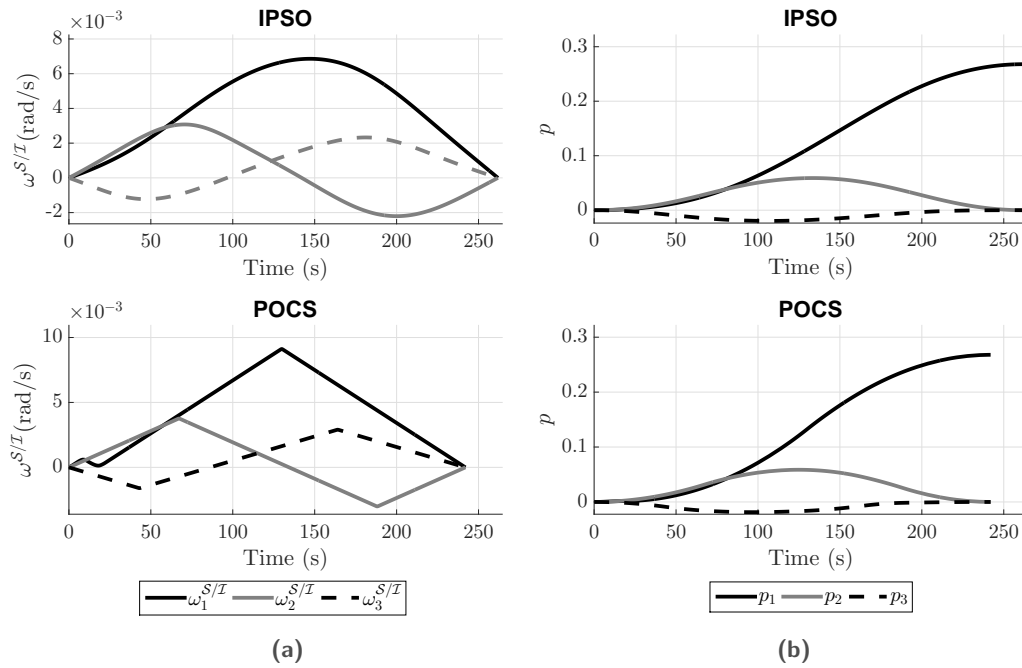 IPSO
×10⁻³
ω^{S/I}(rad/s)
8
6
4
2
0
-2
0 50 100 150 200 250
Time (s)
IPSO
p
0.3
0.2
0.1
0
0 50 100 150 200 250
Time (s)
POCS
×10⁻³
ω^{S/I}(rad/s)
10
5
0
0 50 100 150 200 250
Time (s)
POCS
p
0.3
0.2
0.1
0
0 50 100 150 200 250
Time (s)
ω₁^{S/I} ω₂^{S/I} ω₃^{S/I}
p₁ p₂ p₃
(a)
(b)